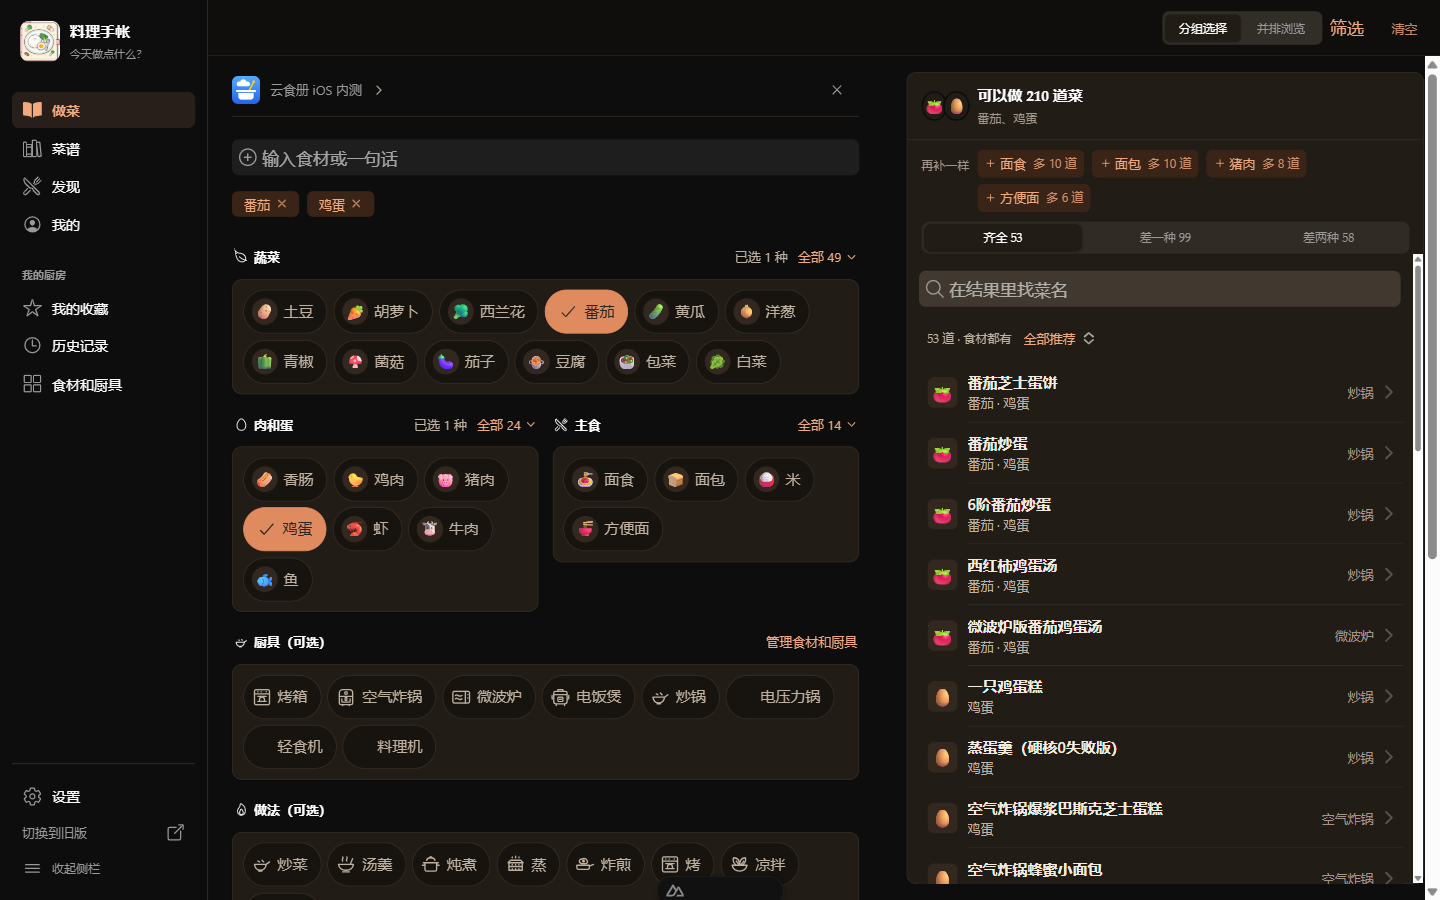 料理手帐
今天做点什么?
做菜
菜谱
发现
我的
我的厨房
我的收藏
历史记录
食材和厨具
设置
切换到旧版
收起侧栏
分组选择
并排浏览
筛选
清空
云食册 iOS 内测
输入食材或一句话
番茄
鸡蛋
蔬菜
已选 1 种
全部 49
土豆
胡萝卜
西兰花
番茄
黄瓜
洋葱
青椒
菌菇
茄子
豆腐
包菜
白菜
肉和蛋
已选 1 种
全部 24
香肠
鸡肉
猪肉
鸡蛋
虾
牛肉
鱼
主食
全部 14
面食
面包
米
方便面
厨具（可选）
管理食材和厨具
烤箱
空气炸锅
微波炉
电饭煲
炒锅
电压力锅
轻食机
料理机
做法（可选）
炒菜
汤羹
炖煮
蒸
炸煎
烤
凉拌
可以做 210 道菜
番茄、鸡蛋
再补一样
+ 面食 多 10 道
+ 面包 多 10 道
+ 猪肉 多 8 道
+ 方便面 多 6 道
齐全 53
差一种 99
差两种 58
在结果里找菜名
53 道 · 食材都有
全部推荐
番茄芝士蛋饼
番茄 · 鸡蛋
炒锅
番茄炒蛋
番茄 · 鸡蛋
炒锅
6阶番茄炒蛋
番茄 · 鸡蛋
炒锅
西红柿鸡蛋汤
番茄 · 鸡蛋
炒锅
微波炉版番茄鸡蛋汤
番茄 · 鸡蛋
微波炉
一只鸡蛋糕
鸡蛋
炒锅
蒸蛋羹（硬核0失败版）
鸡蛋
炒锅
空气炸锅爆浆巴斯克芝士蛋糕
鸡蛋
空气炸锅
空气炸锅蜂蜜小面包
空气炸锅